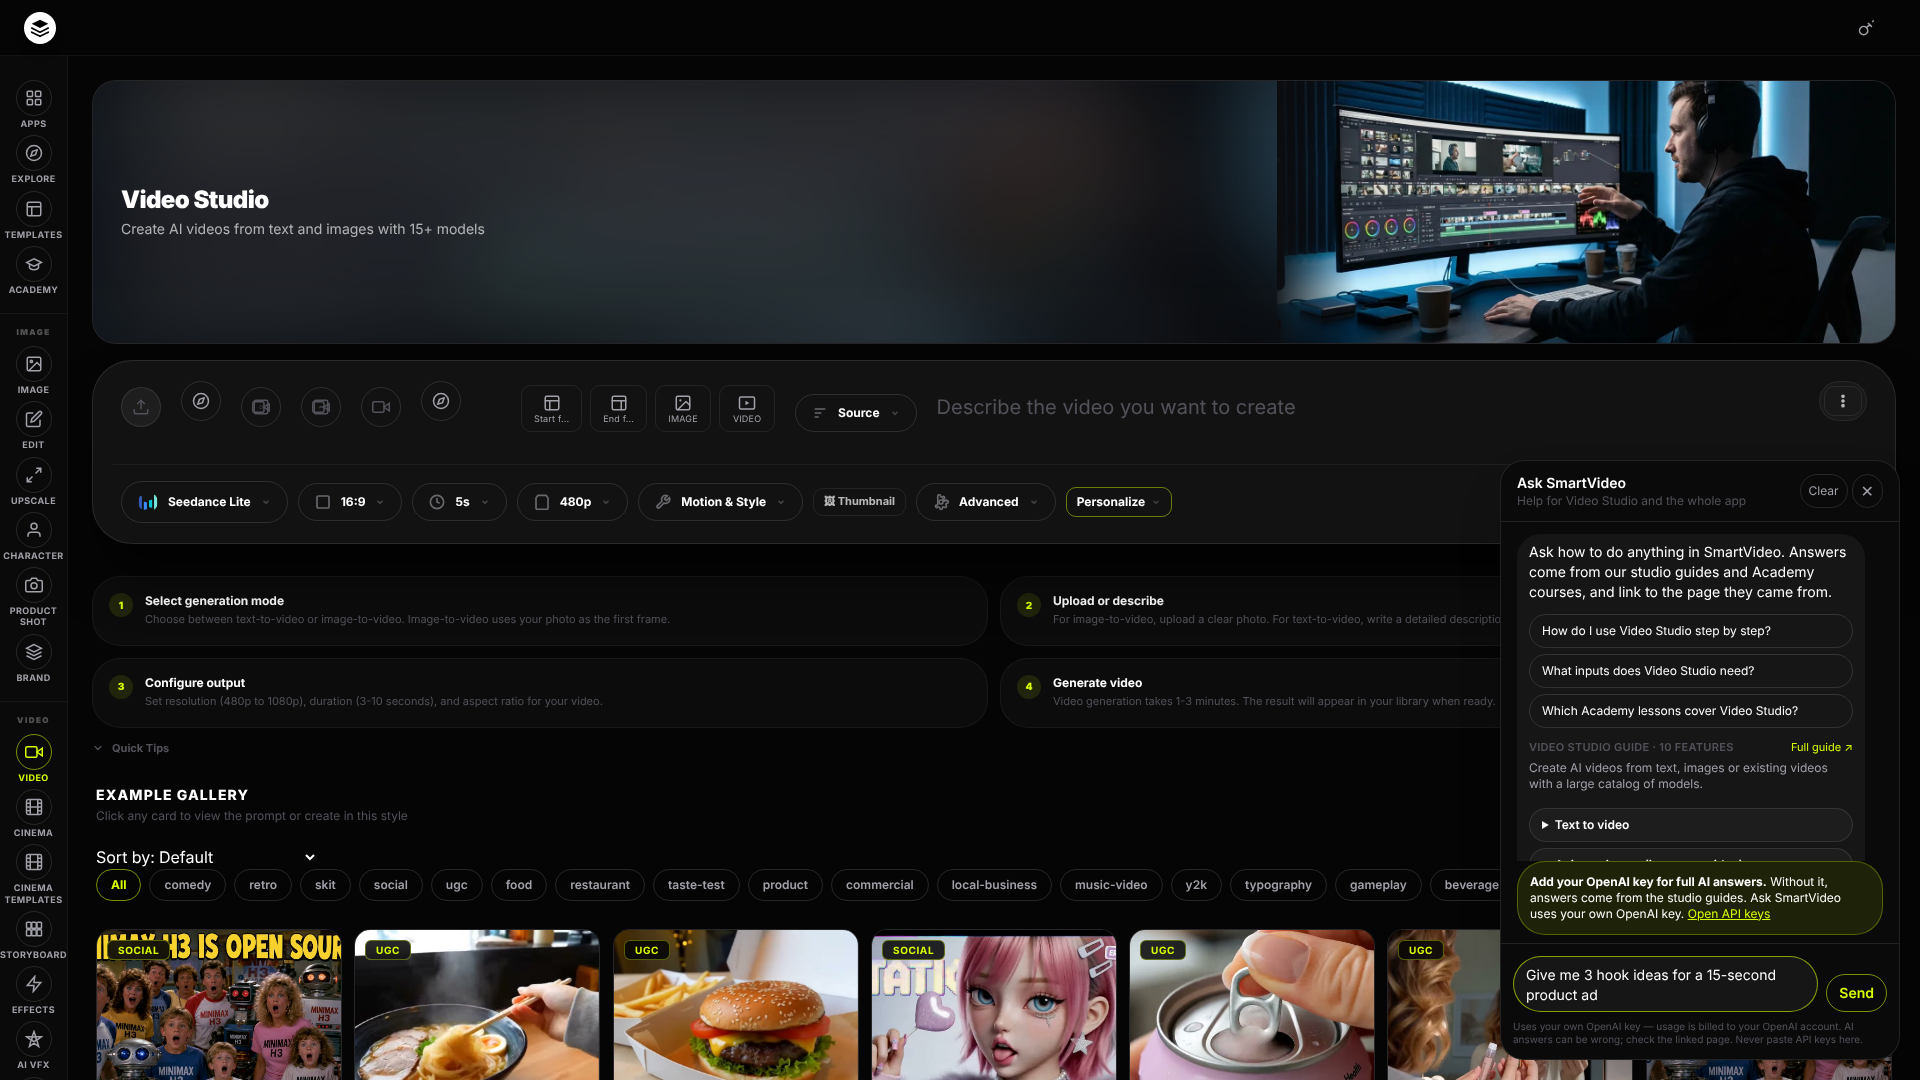 APPS
EXPLORE
TEMPLATES
ACADEMY
IMAGE
IMAGE
EDIT
UPSCALE
CHARACTER
PRODUCT
SHOT
BRAND
VIDEO
VIDEO
CINEMA
CINEMA
TEMPLATES
STORYBOARD
EFFECTS
AI VFX
Video Studio
Create AI videos from text and images with 15+ models
Start f...
End f...
IMAGE
VIDEO
Source
Describe the video you want to create
Seedance Lite
16:9
5s
480p
Motion & Style
Thumbnail
Advanced
Personalize
1
Select generation mode
Choose between text-to-video or image-to-video. Image-to-video uses your photo as the first frame.
2
Upload or describe
For image-to-video, upload a clear photo. For text-to-video, write a detailed descriptio
3
Configure output
Set resolution (480p to 1080p), duration (3-10 seconds), and aspect ratio for your video.
4
Generate video
Video generation takes 1-3 minutes. The result will appear in your library when ready.
Quick Tips
EXAMPLE GALLERY
Click any card to view the prompt or create in this style
Sort by: Default
All
comedy
retro
skit
social
ugc
food
restaurant
taste-test
product
commercial
local-business
music-video
y2k
typography
gameplay
beverage
SOCIAL
UGC
UGC
SOCIAL
UGC
UGC
H3 IS OPEN SOUR
MINIMAX
H3
MINIMAX
H3
MINIMAX
Ask SmartVideo
Help for Video Studio and the whole app
Clear
Ask how to do anything in SmartVideo. Answers
come from our studio guides and Academy
courses, and link to the page they came from.
How do I use Video Studio step by step?
What inputs does Video Studio need?
Which Academy lessons cover Video Studio?
VIDEO STUDIO GUIDE · 10 FEATURES
Full guide ↗
Create AI videos from text, images or existing videos
with a large catalog of models.
Text to video
Add your OpenAI key for full AI answers. Without it,
answers come from the studio guides. Ask SmartVideo
uses your own OpenAI key. Open API keys
Give me 3 hook ideas for a 15-second
product ad
Send
Uses your own OpenAI key — usage is billed to your OpenAI account. AI
answers can be wrong; check the linked page. Never paste API keys here.